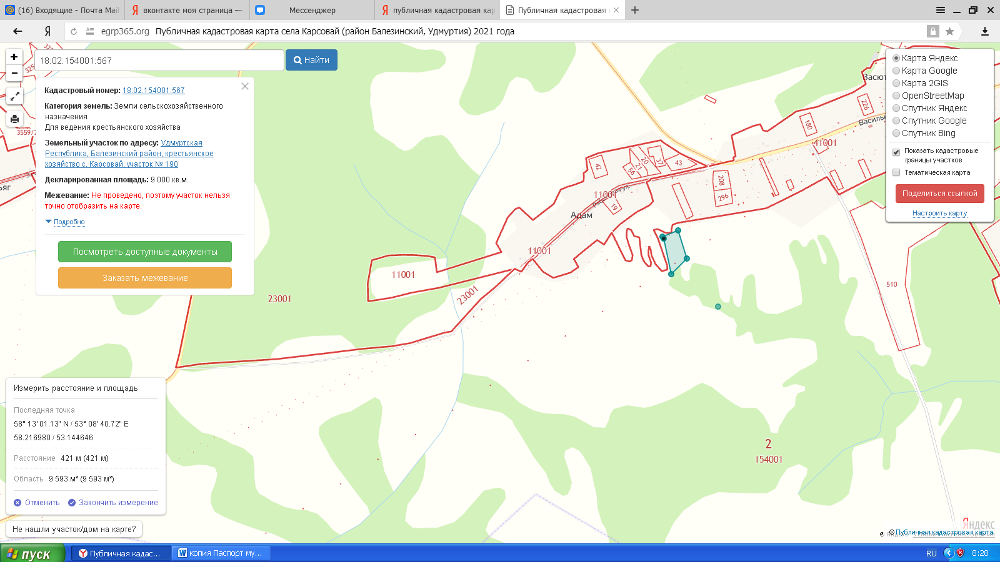 (16) Входящие - Почта Mail
вконтакте моя страница —
Мессенджер
публичная кадастровая кар
Публичная кадастровая
egrp365.org Публичная кадастровая карта села Карсовай (район Балезинский, Удмуртия) 2021 года
18:02:154001:567
Найти
Кадастровый номер: 18:02:154001:567
Категория земель: Земли сельскохозяйственного
назначения
Для ведения крестьянского хозяйства
Земельный участок по адресу: Удмуртская
Республика, Балезинский район, крестьянское
хозяйство с. Карсовай, участок № 190
Декларированная площадь: 9 000 кв.м.
Межевание: Не проведено, поэтому участок нельзя
точно отобразить на карте.
Подробно
Посмотреть доступные документы
Заказать межевание
Карта Яндекс
Карта Google
Карта 2GIS
OpenStreetMap
Спутник Яндекс
Спутник Google
Спутник Bing
Показать кадастровые
границы участков
Тематическая карта
Поделиться ссылкой
Настроить карту
Засют
226
Василь
180
41001
42
56
21
20
37
43
208
296
11001
19
Адам
11001
11001
23001
23001
510
2
154001
3559/2
ьяг
Измерить расстояние и площадь
Последняя точка
58° 13' 01.13" N / 53° 08' 40.72" E
58.216980 / 53.144646
Расстояние 421 м (421 м)
Область 9 593 м² (9 593 м²)
Отменить
Закончить измерение
Не нашли участок/дом на карте?
Яндекс
© Публичная кадастровая карта
© Яндекс Условия использования
пуск
Публичная кадас...
копия Паспорт му...
RU
8:28